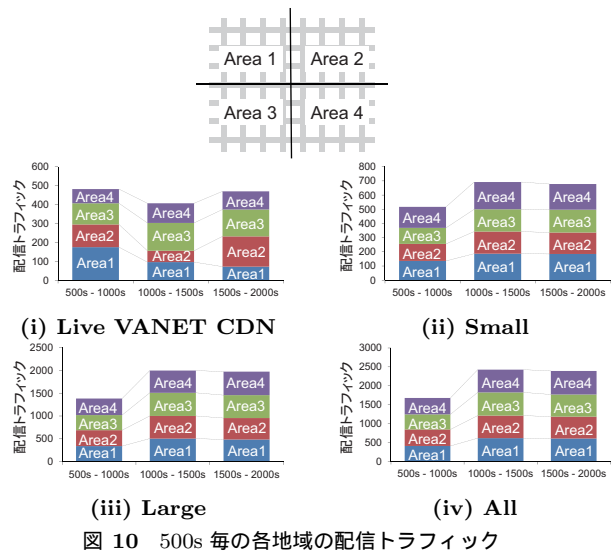 Area 1 Area 2
Area 3 Area 4
配信トラフィック
600
500
400
300
200
100
0
Area4 Area4 Area4
Area3 Area3 Area3
Area2 Area2 Area2
Area1 Area1 Area1
500s - 1000s 1000s - 1500s 1500s - 2000s
(i) Live VANET CDN
配信トラフィック
800
700
600
500
400
300
200
100
0
Area4 Area4 Area4
Area3 Area3 Area3
Area2 Area2 Area2
Area1 Area1 Area1
500s - 1000s 1000s - 1500s 1500s - 2000s
(ii) Small
配信トラフィック
2500
2000
1500
1000
500
0
Area4 Area4 Area4
Area3 Area3 Area3
Area2 Area2 Area2
Area1 Area1 Area1
500s - 1000s 1000s - 1500s 1500s - 2000s
(iii) Large
配信トラフィック
3000
2500
2000
1500
1000
500
0
Area4 Area4 Area4
Area3 Area3 Area3
Area2 Area2 Area2
Area1 Area1 Area1
500s - 1000s 1000s - 1500s 1500s - 2000s
(iv) All
図 10 500s 毎の各地域の配信トラフィック